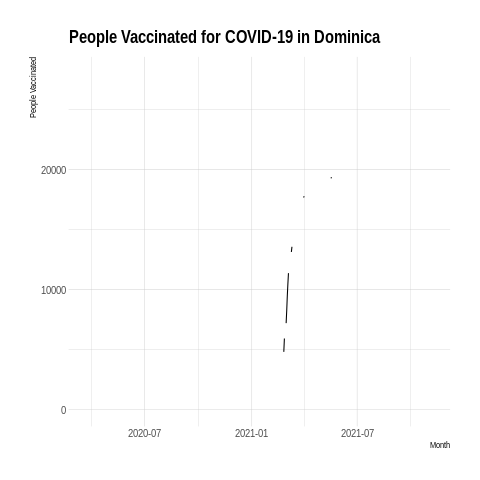 People Vaccinated for COVID-19 in Dominica
People Vaccinated
20000
10000
0
2020-07 2021-01 2021-07
Month